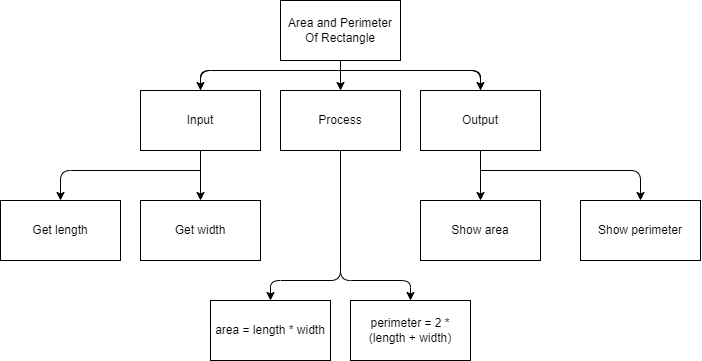 Area and Perimeter
Of Rectangle
Input
Process
Output
Get length
Get width
Show area
Show perimeter
area = length * width
perimeter = 2 *
(length + width)